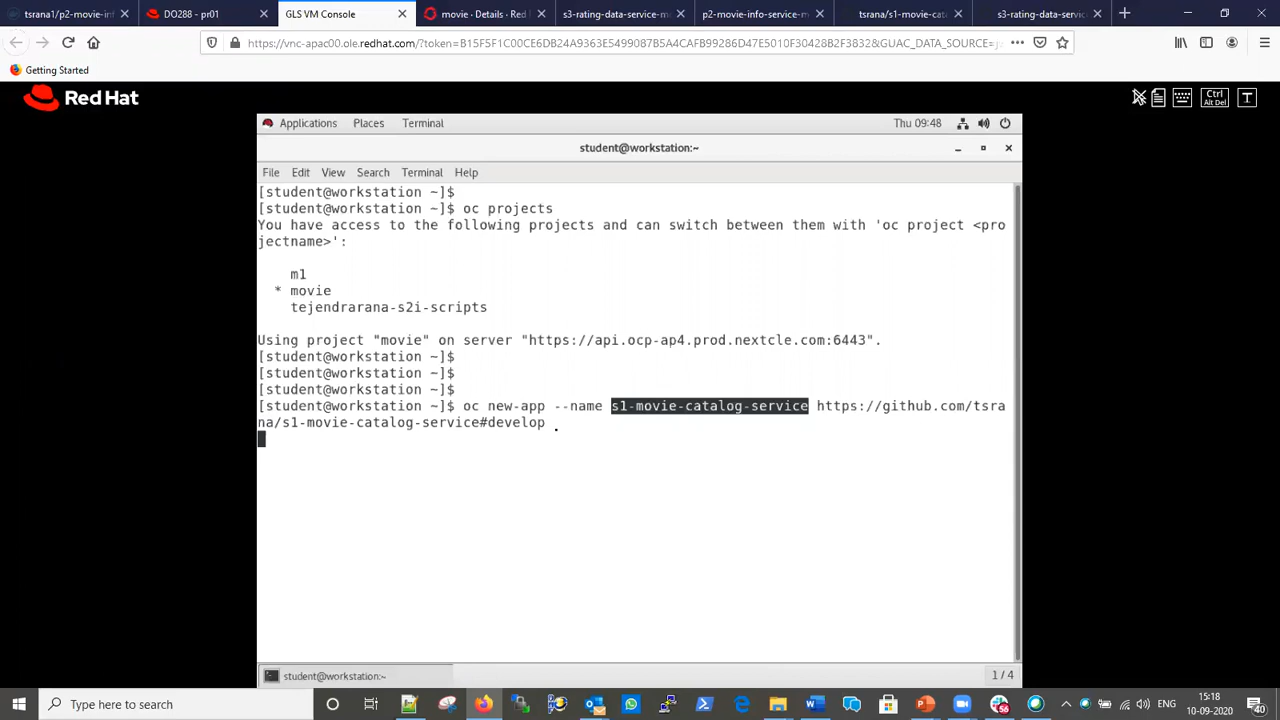 tsrana1/p2-movie-inf
DO288 - pr01
GLS VM Console
movie · Details · Red
s3-rating-data-service-m
p2-movie-info-service-m
tsrana/s1-movie-cat
s3-rating-data-servic
https://vnc-apac00.ole.redhat.com/?token=B15F5F1C00CE6DB24A9363E5499087B5A4CAFB99286D47E5010F30428B2F3832&GUAC_DATA_SOURCE=j
Getting Started
Red Hat
Ctrl
Alt Del
T
Applications Places Terminal
Thu 09:48
student@workstation:~
File Edit View Search Terminal Help
[student@workstation ~]$
[student@workstation ~]$ oc projects
You have access to the following projects and can switch between them with 'oc project <pro
jectname>':
m1
* movie
tejendrarana-s2i-scripts
Using project "movie" on server "https://api.ocp-ap4.prod.nextcle.com:6443".
[student@workstation ~]$
[student@workstation ~]$
[student@workstation ~]$
[student@workstation ~]$ oc new-app --name s1-movie-catalog-service https://github.com/tsra
na/s1-movie-catalog-service#develop
student@workstation:~
1 / 4
Type here to search
ENG
15:18
10-09-2020
40